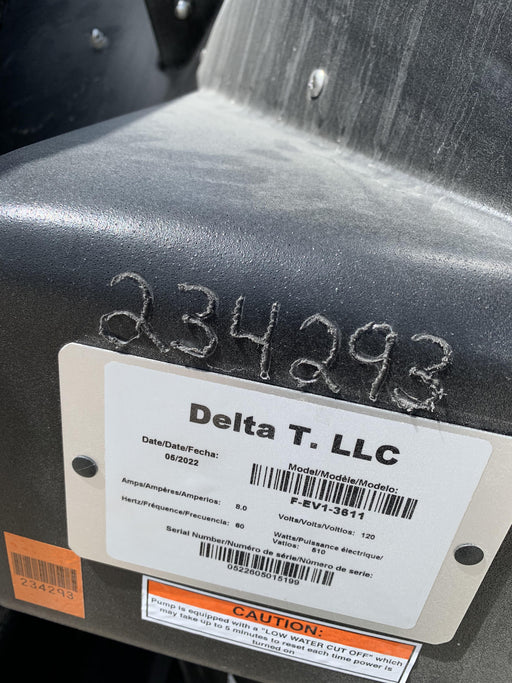 234293
Delta T. LLC
Date/Date/Fecha:
05/2022
Model/Modèle/Modelo:
F-EV1-3611
Amps/Ampères/Amperios: 8.0
Volts/Volts/Voltios: 120
Hertz/Fréquence/Frecuencia: 60
Watts/Puissance électrique/
Vatios: 510
Serial Number/Numéro de série/Número de serie:
0522605015199
234293
CAUTION:
Pump is equipped with a "LOW WATER CUT OFF" which
may take up to 5 minutes to reset each time power is
turned on